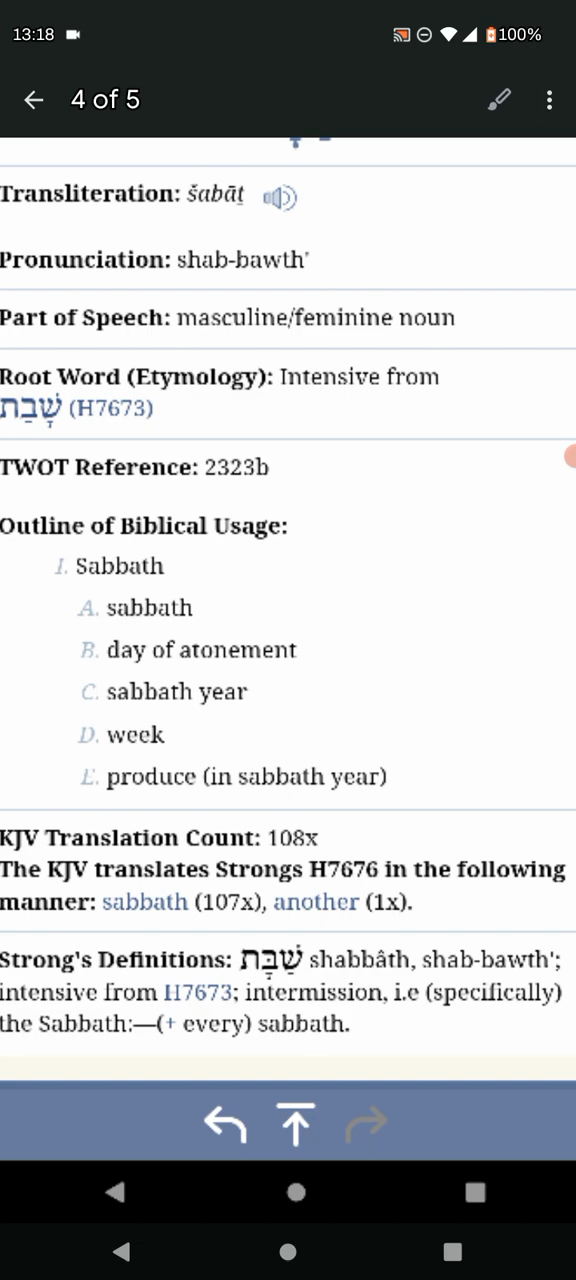 13:18 100%
4 of 5
Transliteration: šabāṯ
Pronunciation: shab-bawth'
Part of Speech: masculine/feminine noun
Root Word (Etymology): Intensive from
שָׁבַת (H7673)
TWOT Reference: 2323b
Outline of Biblical Usage:
I. Sabbath
A. sabbath
B. day of atonement
C. sabbath year
D. week
E. produce (in sabbath year)
KJV Translation Count: 108x
The KJV translates Strongs H7676 in the following
manner: sabbath (107x), another (1x).
Strong's Definitions: שַׁבָּת shabbâth, shab-bawth';
intensive from H7673; intermission, i.e (specifically)
the Sabbath:—(+ every) sabbath.